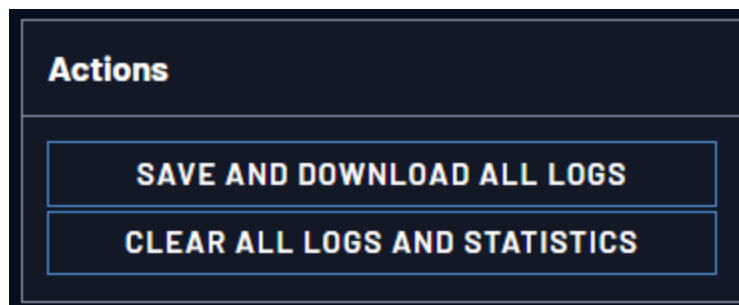 Actions
SAVE AND DOWNLOAD ALL LOGS
CLEAR ALL LOGS AND STATISTICS